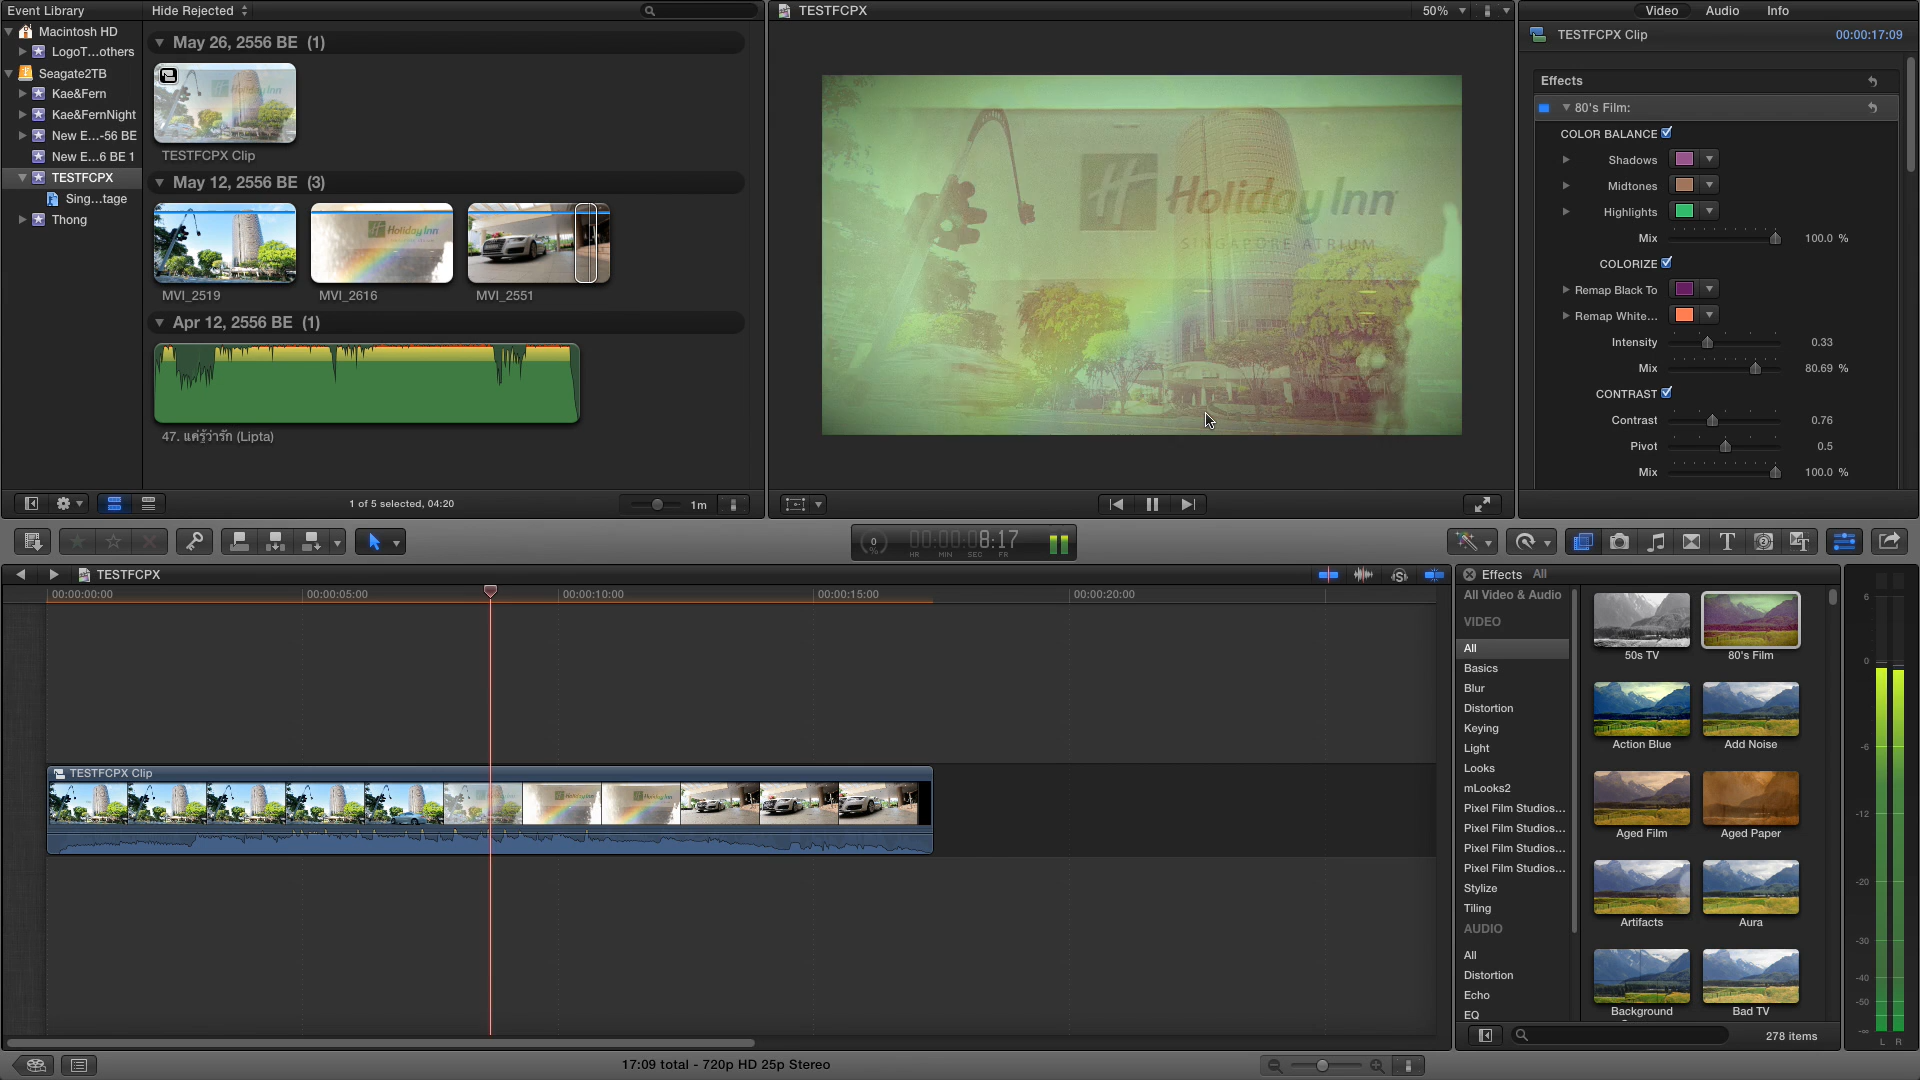 Event Library
Hide Rejected
Macintosh HD
LogoT...others
Seagate2TB
Kae&Fern
Kae&FernNight
New E...-56 BE
New E...6 BE 1
TESTFCPX
Sing...tage
Thong
May 26, 2556 BE (1)
TESTFCPX Clip
May 12, 2556 BE (3)
MVI_2519
MVI_2616
MVI_2551
Apr 12, 2556 BE (1)
47. แค่รู้ว่ารัก (Lipta)
1 of 5 selected, 04:20
1m
TESTFCPX
50%
H Holiday Inn
SINGAPORE ATRIUM
Video Audio Info
TESTFCPX Clip 00:00:17:09
Effects
80's Film:
COLOR BALANCE
Shadows
Midtones
Highlights
Mix 100.0 %
COLORIZE
Remap Black To
Remap White...
Intensity 0.33
Mix 80.69 %
CONTRAST
Contrast 0.76
Pivot 0.5
Mix 100.0 %
0
%
00:00:08:17
HR MIN SEC FR
TESTFCPX
00:00:00:00 00:00:05:00 00:00:10:00 00:00:15:00 00:00:20:00
TESTFCPX Clip
Effects All
All Video & Audio
VIDEO
All
Basics
Blur
Distortion
Keying
Light
Looks
mLooks2
Pixel Film Studios...
Pixel Film Studios...
Pixel Film Studios...
Pixel Film Studios...
Stylize
Tiling
AUDIO
All
Distortion
Echo
EQ
50s TV 80's Film
Action Blue Add Noise
Aged Film Aged Paper
Artifacts Aura
Background Bad TV
278 items
6
0
-6
-12
-20
-30
-40
-50
-∞
L R
17:09 total - 720p HD 25p Stereo